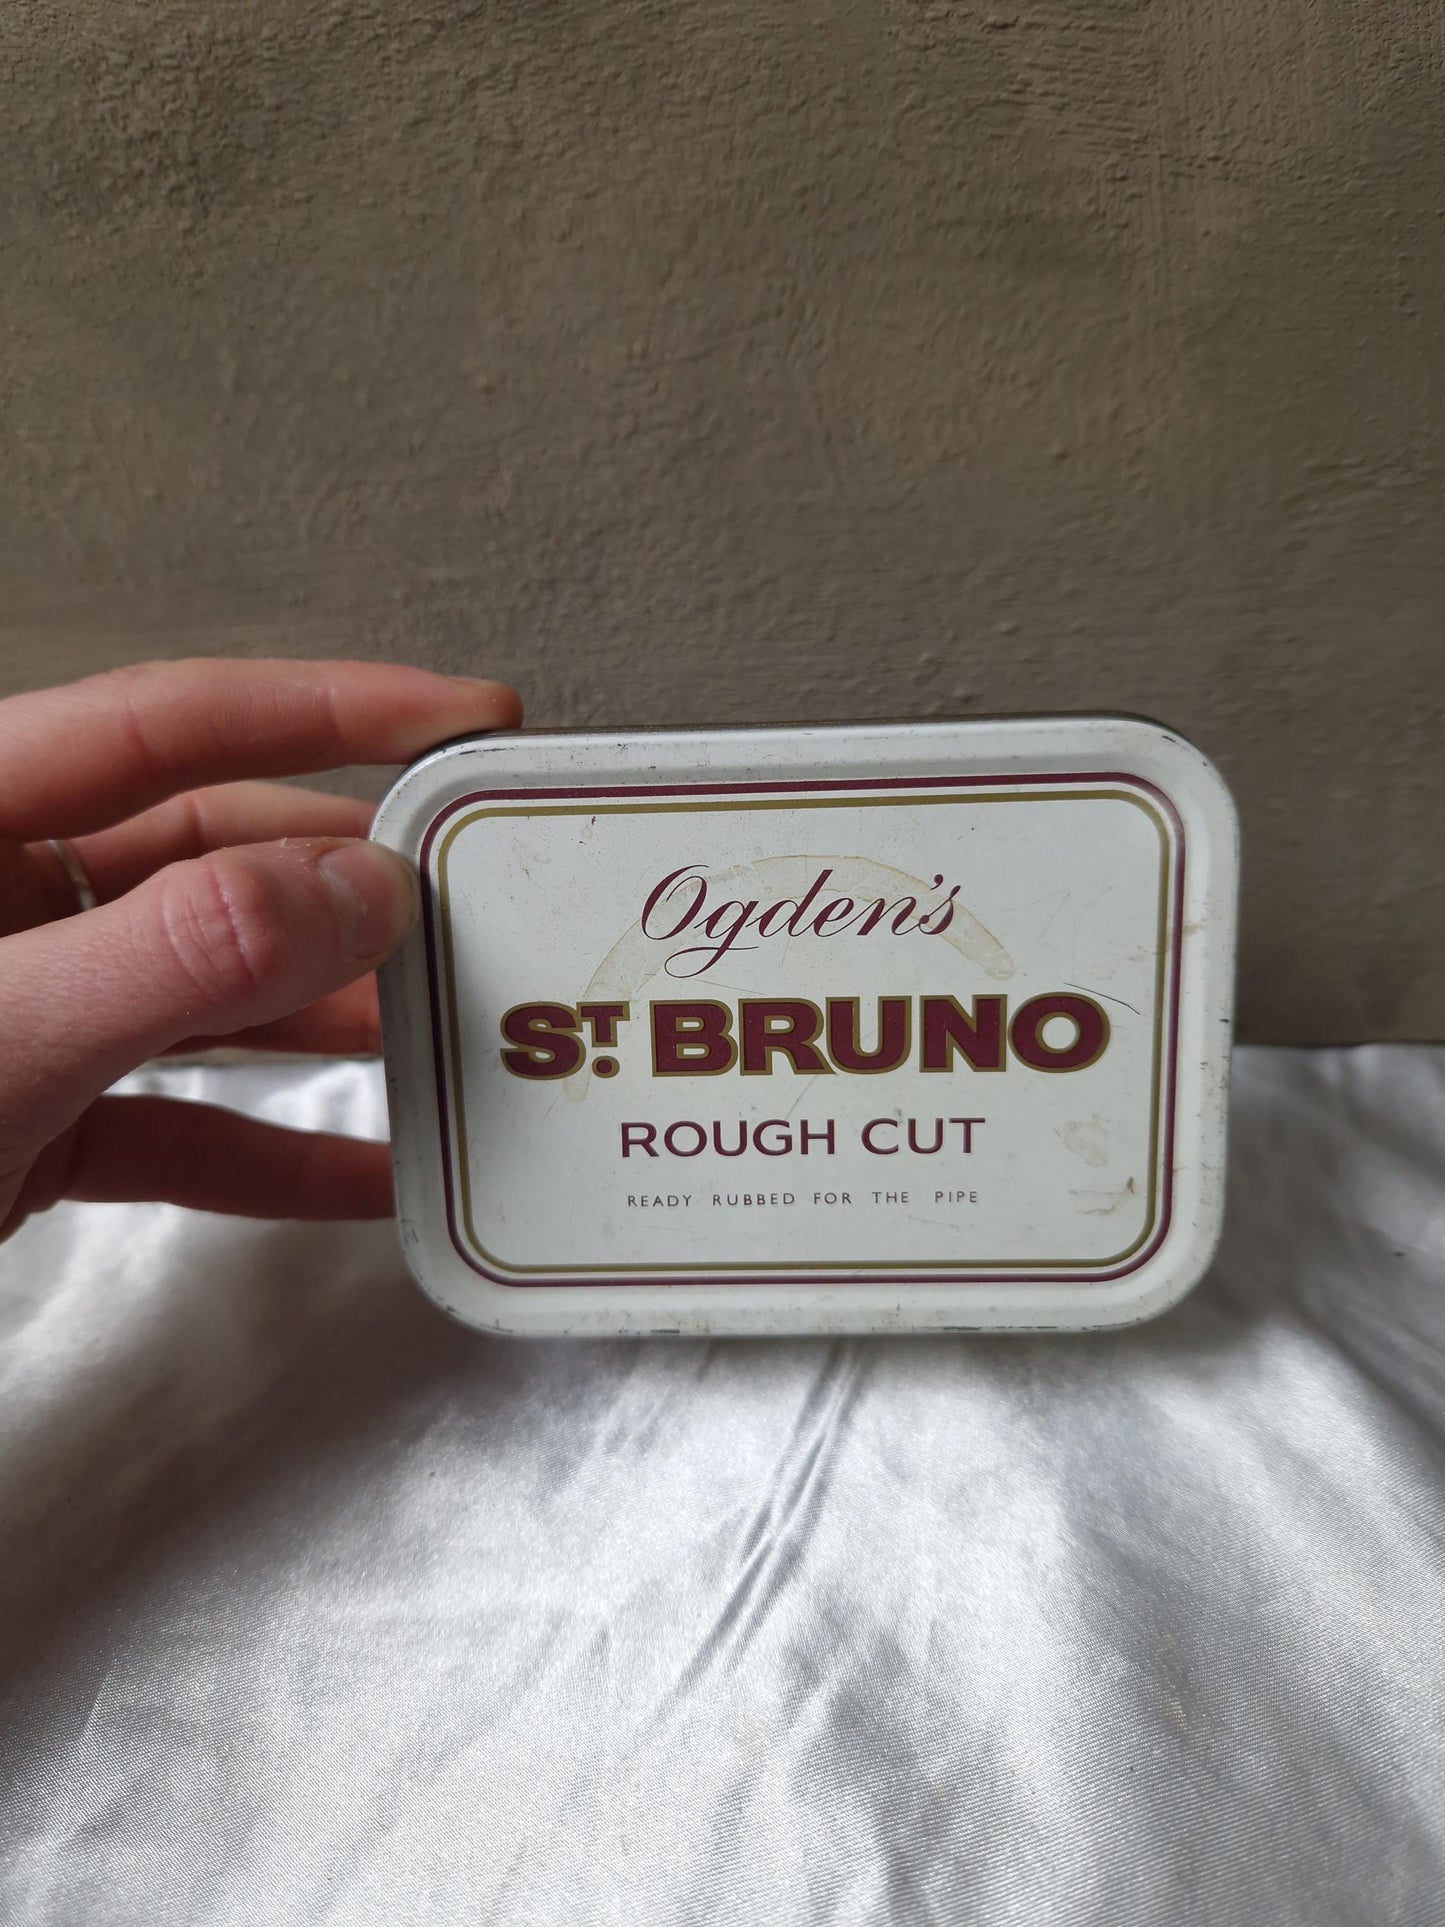 Ogden's
ST. BRUNO
ROUGH CUT
READY RUBBED FOR THE PIPE